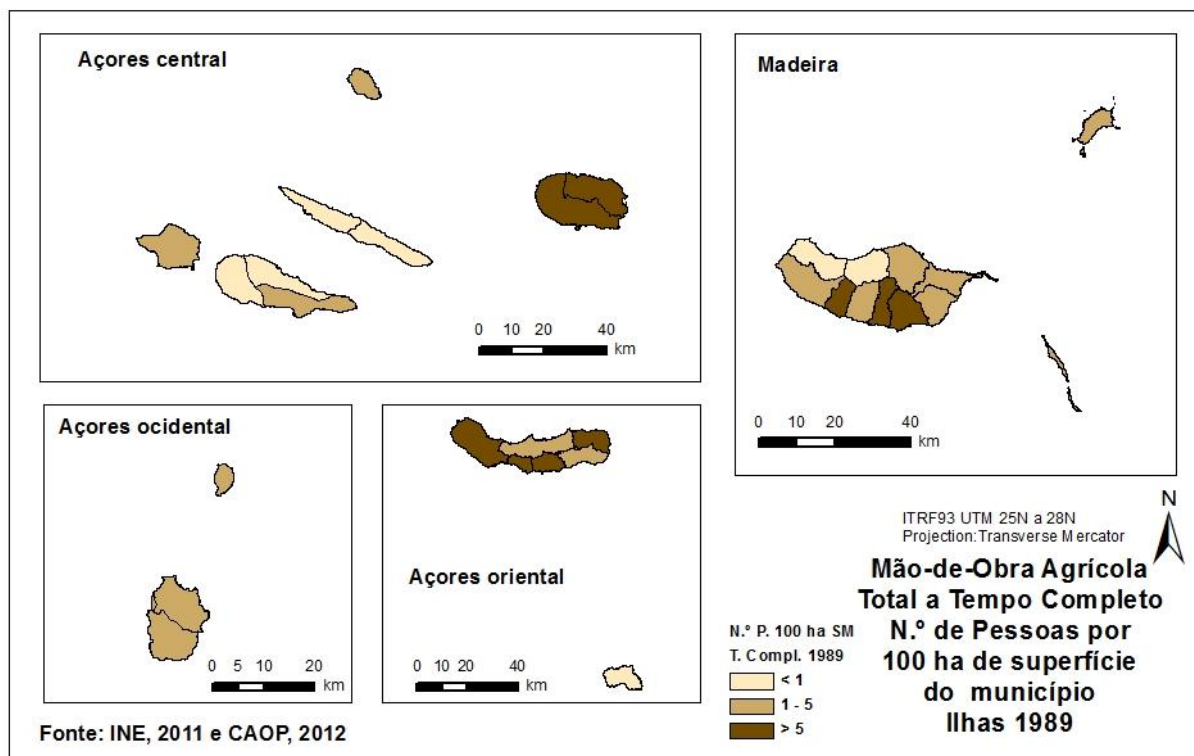 Açores central
0 10 20 40
km
Madeira
0 10 20 40
km
Açores ocidental
0 5 10 20
km
Açores oriental
0 10 20 40
km
N
ITRF93 UTM 25N a 28N
Projection: Transverse Mercator
Mão-de-Obra Agrícola
Total a Tempo Completo
N.º de Pessoas por
100 ha de superfície
do município
Ilhas 1989
N.º P. 100 ha SM
T. Compl. 1989
< 1
1 - 5
> 5
Fonte: INE, 2011 e CAOP, 2012